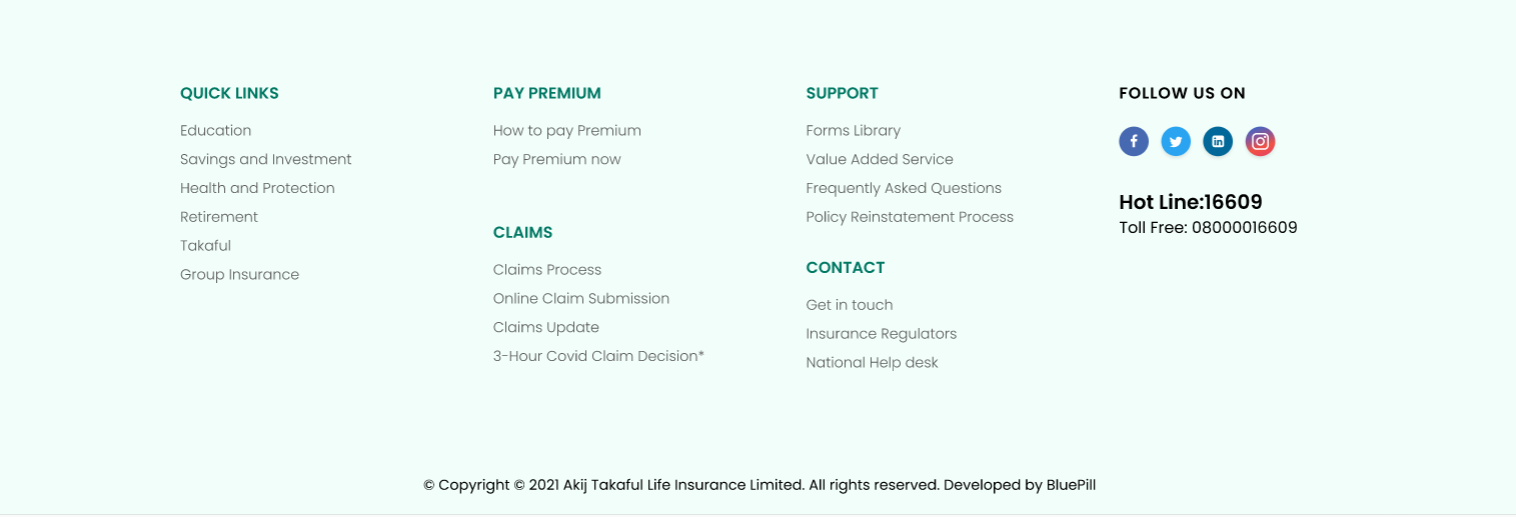 QUICK LINKS
Education
Savings and Investment
Health and Protection
Retirement
Takaful
Group Insurance
PAY PREMIUM
How to pay Premium
Pay Premium now
CLAIMS
Claims Process
Online Claim Submission
Claims Update
3-Hour Covid Claim Decision*
SUPPORT
Forms Library
Value Added Service
Frequently Asked Questions
Policy Reinstatement Process
CONTACT
Get in touch
Insurance Regulators
National Help desk
FOLLOW US ON
Hot Line:16609
Toll Free: 08000016609
© Copyright © 2021 Akij Takaful Life Insurance Limited. All rights reserved. Developed by BluePill